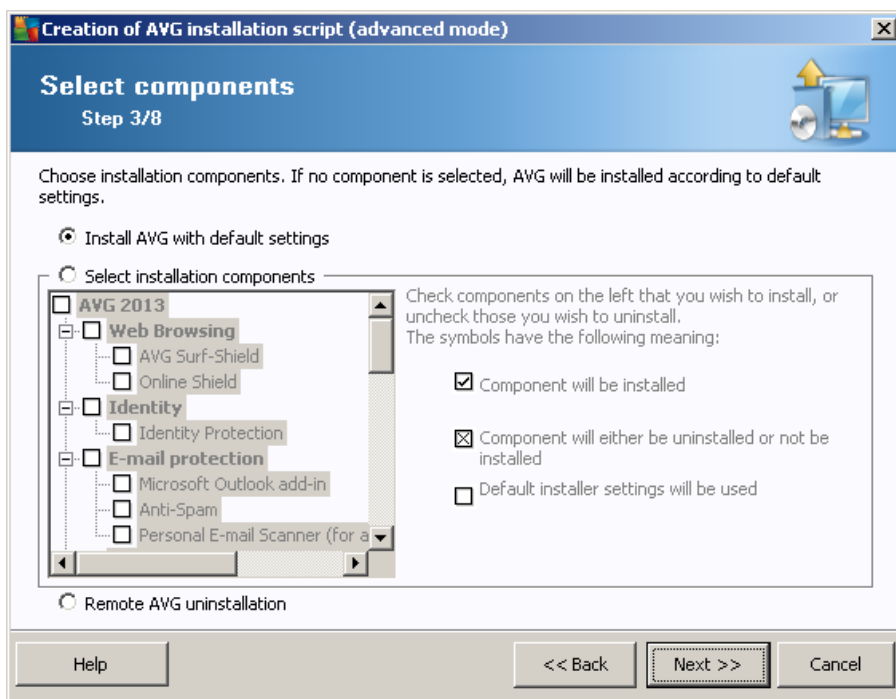 Creation of AVG installation script (advanced mode)
Select components
Step 3/8
Choose installation components. If no component is selected, AVG will be installed according to default
settings.
Install AVG with default settings
Select installation components
AVG 2013
Web Browsing
AVG Surf-Shield
Online Shield
Identity
Identity Protection
E-mail protection
Microsoft Outlook add-in
Anti-Spam
Personal E-mail Scanner (for a
Check components on the left that you wish to install, or
uncheck those you wish to uninstall.
The symbols have the following meaning:
Component will be installed
Component will either be uninstalled or not be
installed
Default installer settings will be used
Remote AVG uninstallation
Help
<< Back
Next >>
Cancel